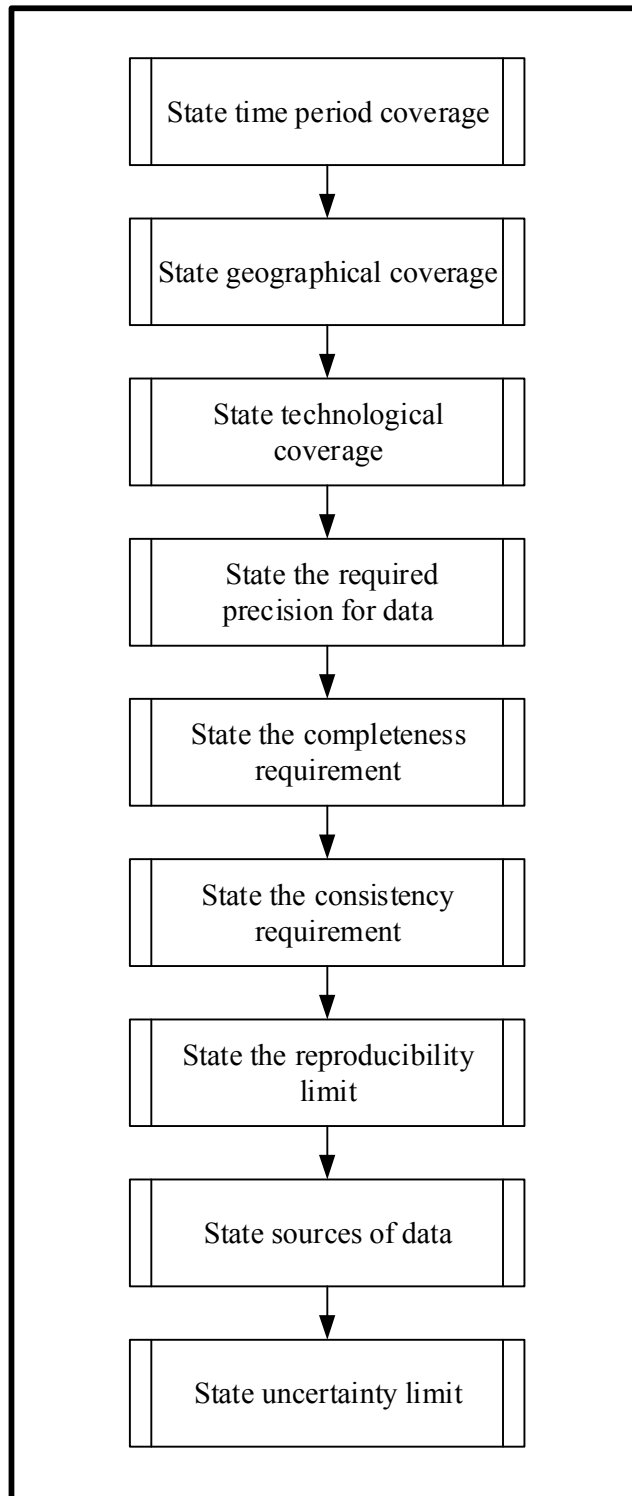 State time period coverage
State geographical coverage
State technological
coverage
State the required
precision for data
State the completeness
requirement
State the consistency
requirement
State the reproducibility
limit
State sources of data
State uncertainty limit